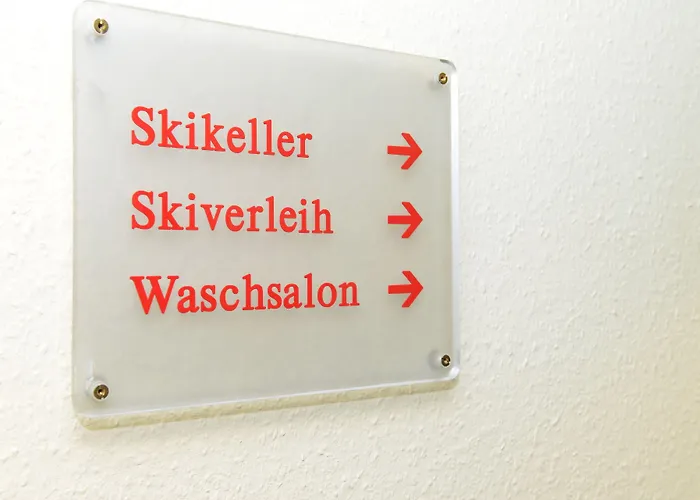 Skikeller →
Skiverleih →
Waschsalon →